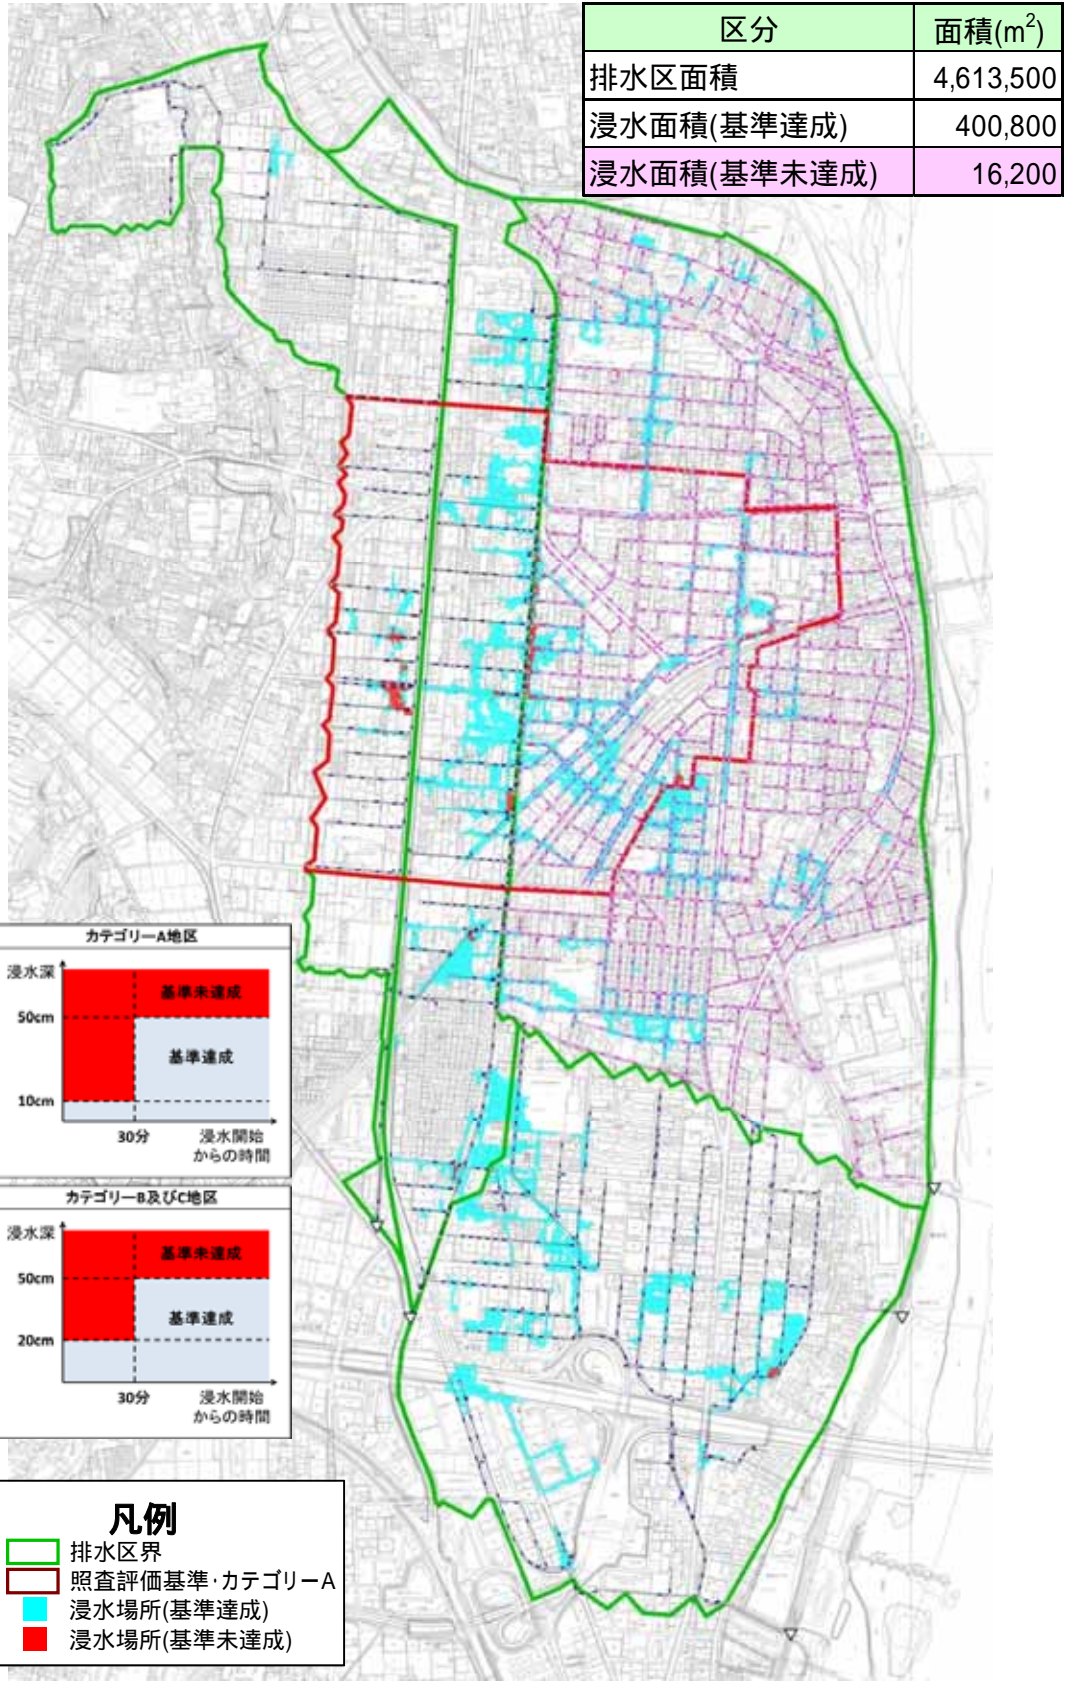 区分 面積(m²)
排水区面積 4,613,500
浸水面積(基準達成) 400,800
浸水面積(基準未達成) 16,200
カテゴリーA地区
浸水深
基準未達成
50cm
基準達成
10cm
30分 浸水開始
からの時間
カテゴリーB及びC地区
浸水深
基準未達成
50cm
基準達成
20cm
30分 浸水開始
からの時間
凡例
排水区界
照査評価基準・カテゴリーA
浸水場所(基準達成)
浸水場所(基準未達成)